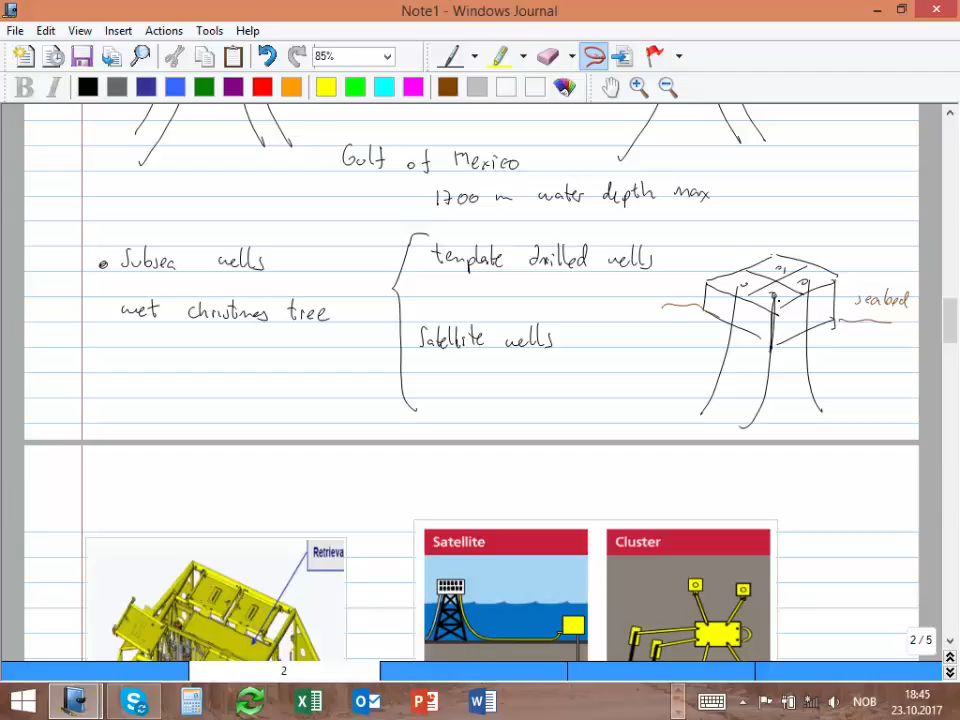 Note1 - Windows Journal
File Edit View Insert Actions Tools Help
85%
B I
Gulf of Mexico
1700 m water depth max
• Subsea wells
wet christmas tree
template drilled wells
Satellite wells
seabed
Retrieva
Satellite
Cluster
2 / 5
2
NOB
18:45
23.10.2017